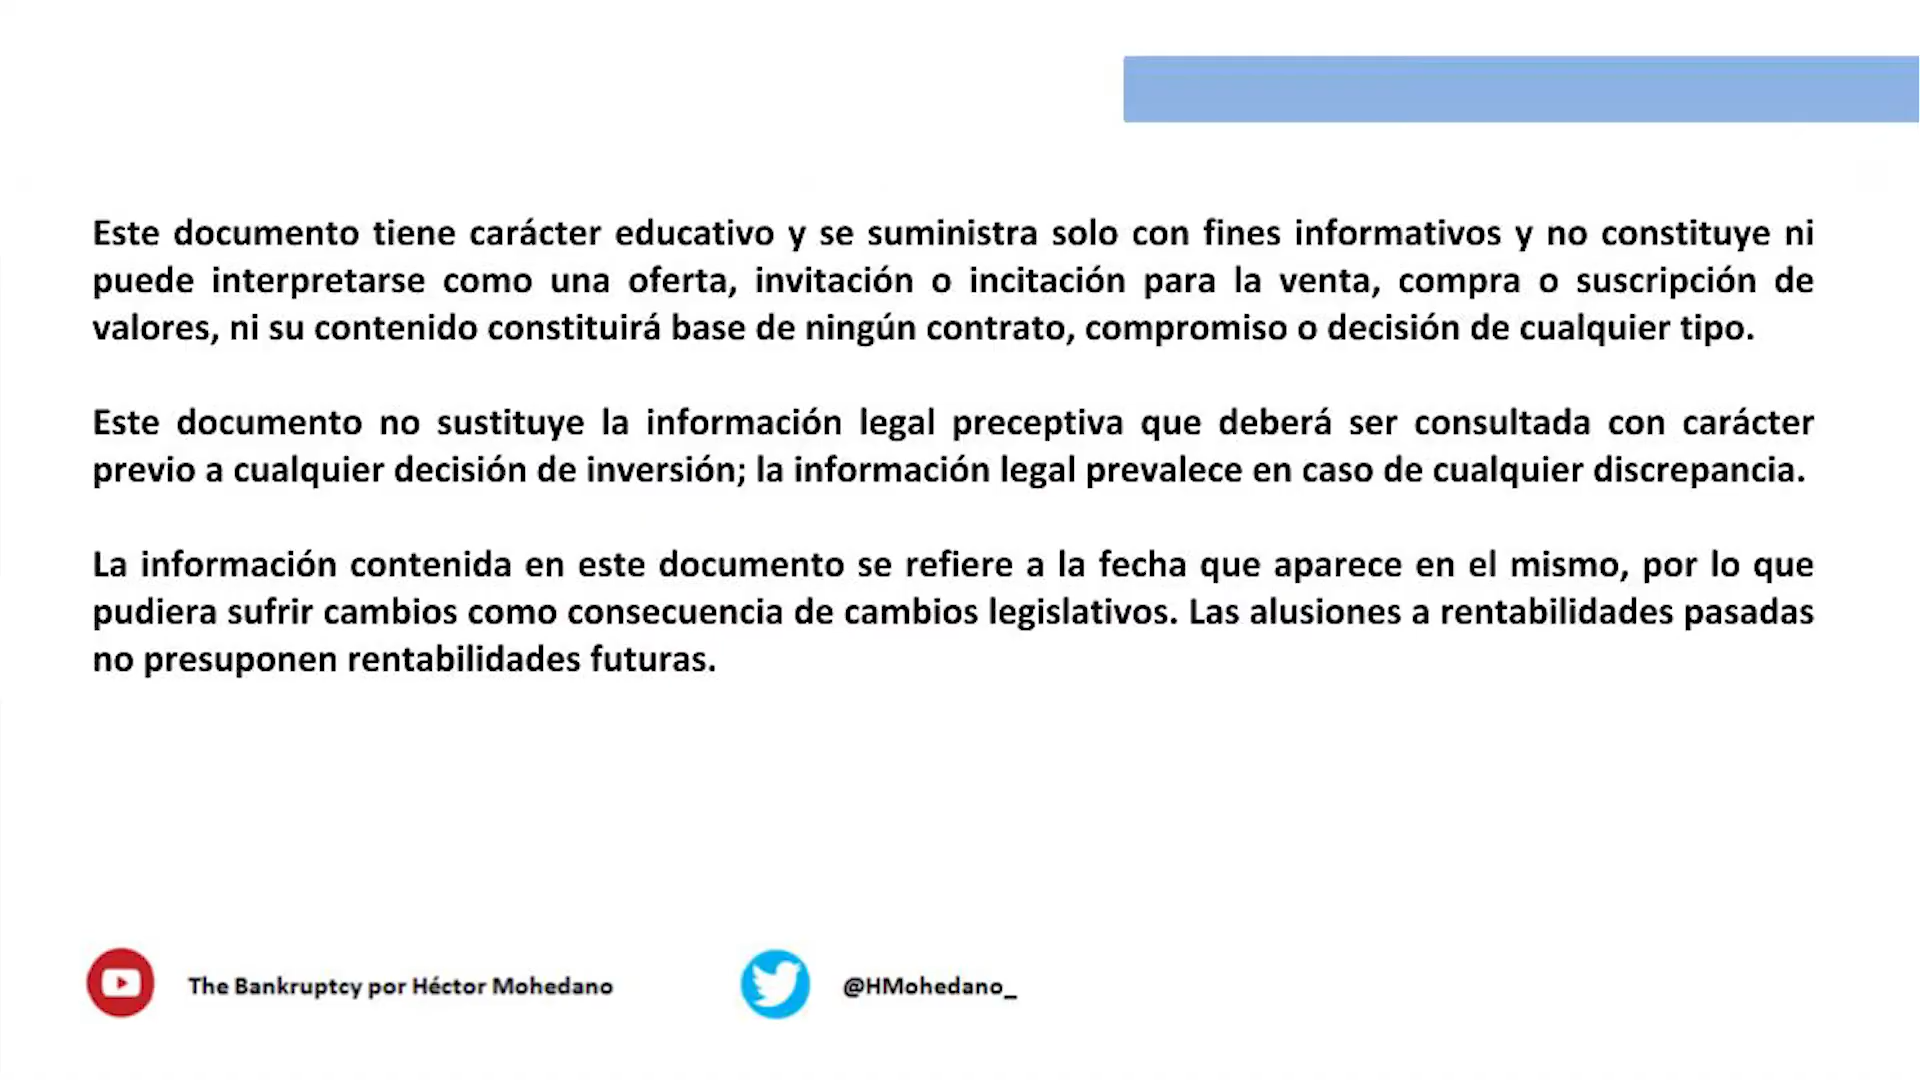 Este documento tiene carácter educativo y se suministra solo con fines informativos y no constituye ni
puede interpretarse como una oferta, invitación o incitación para la venta, compra o suscripción de
valores, ni su contenido constituirá base de ningún contrato, compromiso o decisión de cualquier tipo.
Este documento no sustituye la información legal preceptiva que deberá ser consultada con carácter
previo a cualquier decisión de inversión; la información legal prevalece en caso de cualquier discrepancia.
La información contenida en este documento se refiere a la fecha que aparece en el mismo, por lo que
pudiera sufrir cambios como consecuencia de cambios legislativos. Las alusiones a rentabilidades pasadas
no presuponen rentabilidades futuras.
The Bankruptcy por Héctor Mohedano
@HMohedano_